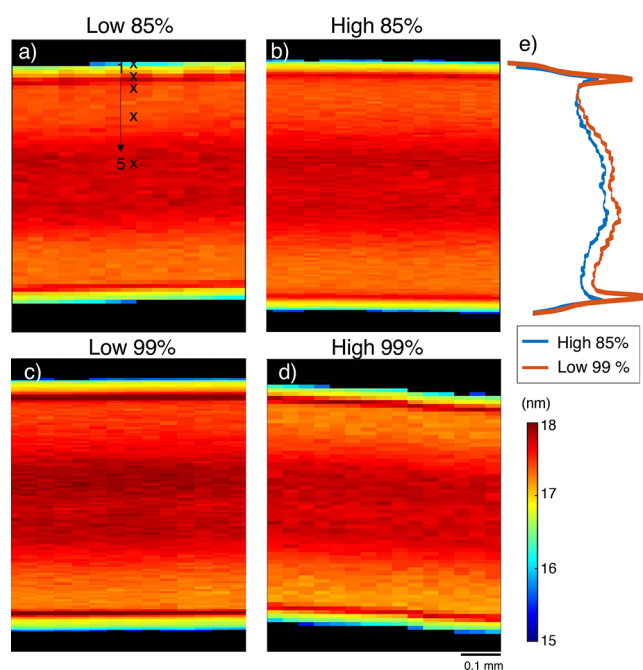 Low 85%
High 85%
e)
a)
b)
1
x
x
x
x
5 x
Low 99%
High 99%
High 85%
Low 99 %
c)
d)
(nm)
18
17
16
15
0.1 mm